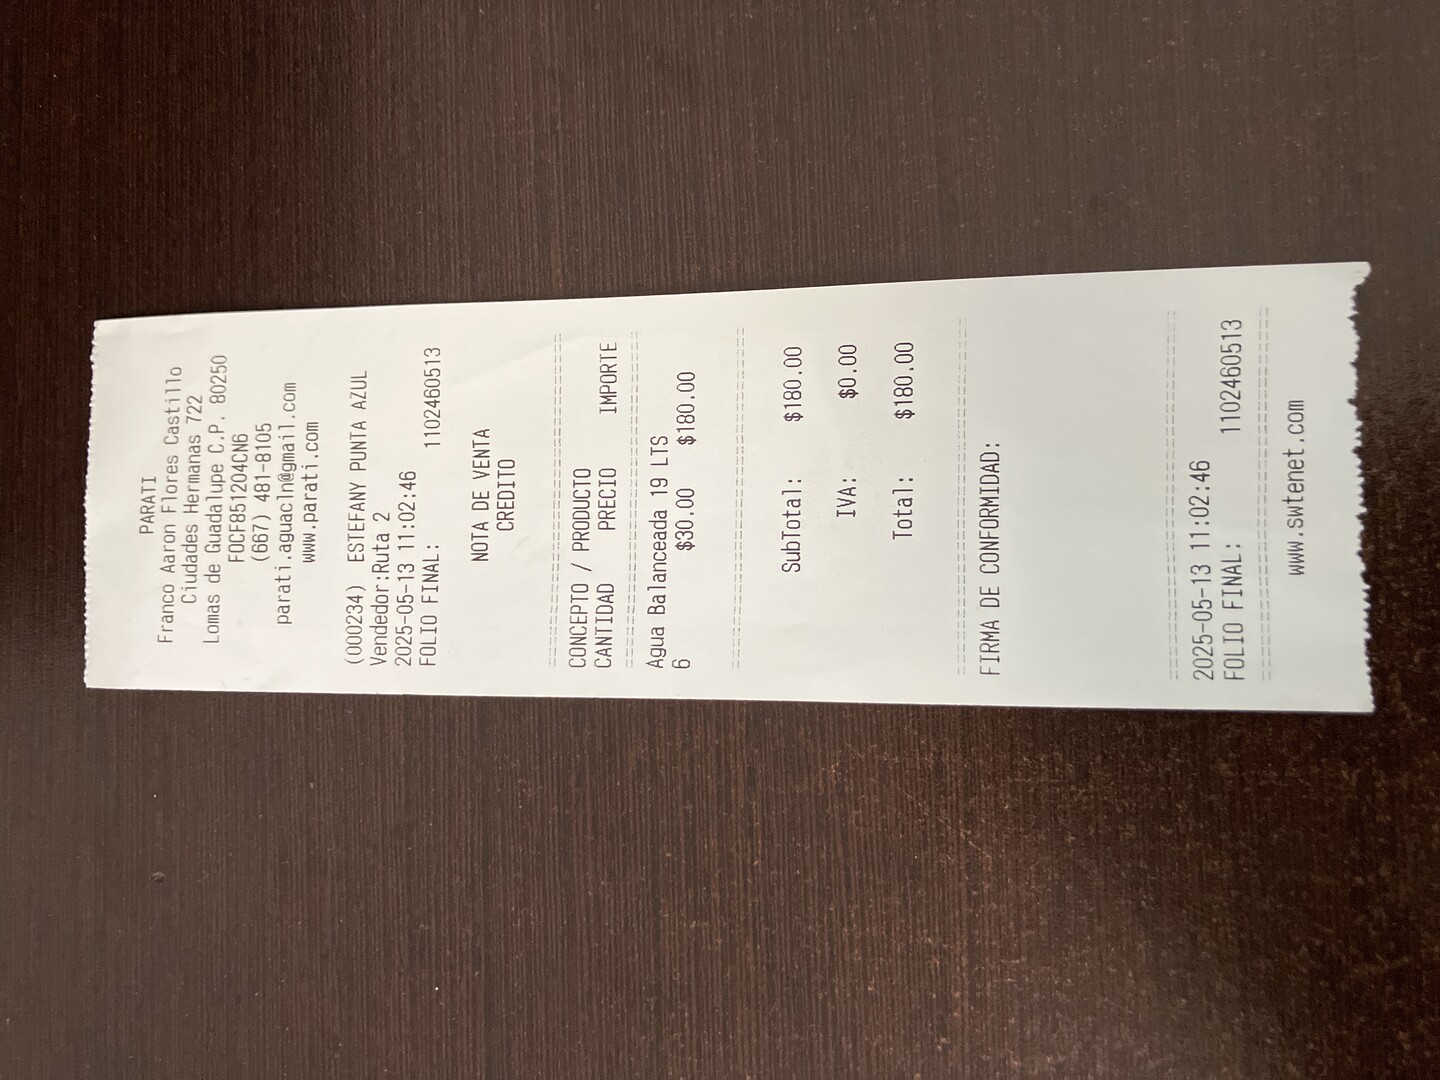 PARATI
Franco Aaron Flores Castillo
Ciudades Hermanas 722
Lomas de Guadalupe C.P. 80250
FOCF851204CN6
(667) 481-8105
parati.aguacln@gmail.com
www.parati.com
(000234) ESTEFANY PUNTA AZUL
Vendedor:Ruta 2
2025-05-13 11:02:46
FOLIO FINAL: 1102460513
NOTA DE VENTA
CREDITO
CONCEPTO / PRODUCTO
CANTIDAD PRECIO IMPORTE
Agua Balanceada 19 LTS
6 $30.00 $180.00
SubTotal: $180.00
IVA: $0.00
Total: $180.00
FIRMA DE CONFORMIDAD:
2025-05-13 11:02:46
FOLIO FINAL: 1102460513
www.swtenet.com